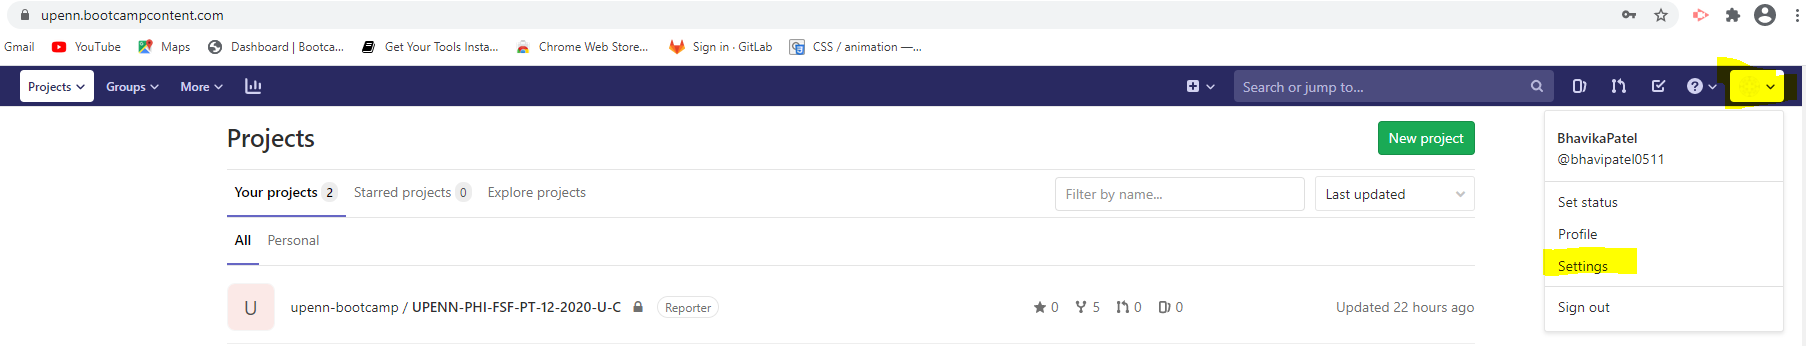 upenn.bootcampcontent.com
Gmail YouTube Maps Dashboard | Bootca... Get Your Tools Insta... Chrome Web Store... Sign in · GitLab CSS / animation —...
Projects Groups More Search or jump to...
Projects New project
BhavikaPatel
@bhavipatel0511
Your projects 2 Starred projects 0 Explore projects Filter by name... Last updated
Set status
Profile
All Personal
Settings
U upenn-bootcamp / UPENN-PHI-FSF-PT-12-2020-U-C Reporter 0 5 0 0 Updated 22 hours ago
Sign out